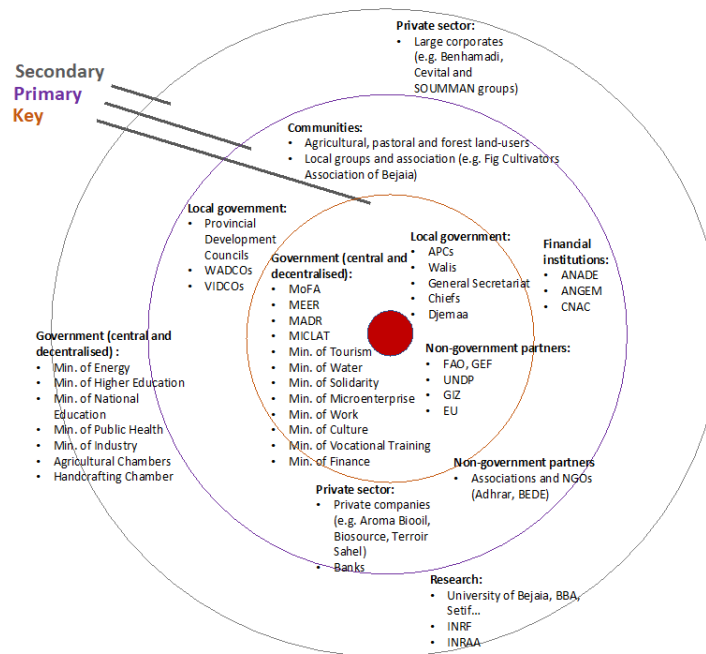 Private sector:
• Large corporates
(e.g. Benhamadi,
Cevital and
SOUMMAN groups)
Secondary
Primary
Key
Communities:
• Agricultural, pastoral and forest land-users
• Local groups and association (e.g. Fig Cultivators
Association of Bejaia)
Local government:
• Provincial
Development
Councils
• WADCOs
• VIDCOs
Government (central and
decentralised):
• MoFA
• MEER
• MADR
• MICLAT
• Min. of Tourism
• Min. of Water
• Min. of Solidarity
• Min. of Microenterprise
• Min. of Work
• Min. of Culture
• Min. of Vocational Training
• Min. of Finance
Local government:
• APCs
• Walis
• General Secretariat
• Chiefs
• Djemaa
Financial
institutions:
• ANADE
• ANGEM
• CNAC
Government (central and
decentralised) :
• Min. of Energy
• Min. of Higher Education
• Min. of National
Education
• Min. of Public Health
• Min. of Industry
• Agricultural Chambers
• Handcrafting Chamber
Non-government partners:
• FAO, GEF
• UNDP
• GIZ
• EU
Non-government partners
• Associations and NGOs
(Adhrar, BEDE)
Private sector:
• Private companies
(e.g. Aroma Biooil,
Biosource, Terroir
Sahel)
• Banks
Research:
• University of Bejaia, BBA,
Setif...
• INRF
• INRAA